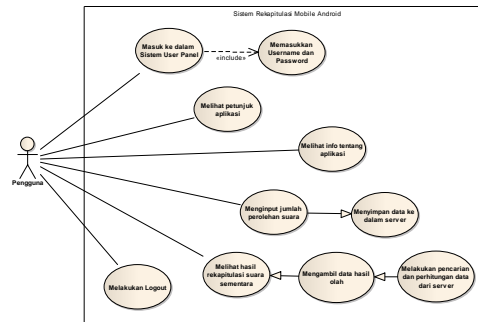 Sistem Rekapitulasi Mobile Android
Masuk ke dalam
Sistem User Panel
«include»
Memasukkan
Username dan
Password
Melihat petunjuk
aplikasi
Melihat info tentang
aplikasi
Pengguna
Menginput jumlah
perolehan suara
Menyimpan data ke
dalam server
Melihat hasil
rekapitulasi suara
sementara
Mengambil data hasil
olah
Melakukan pencarian
dan perhitungan data
dari server
Melakukan Logout